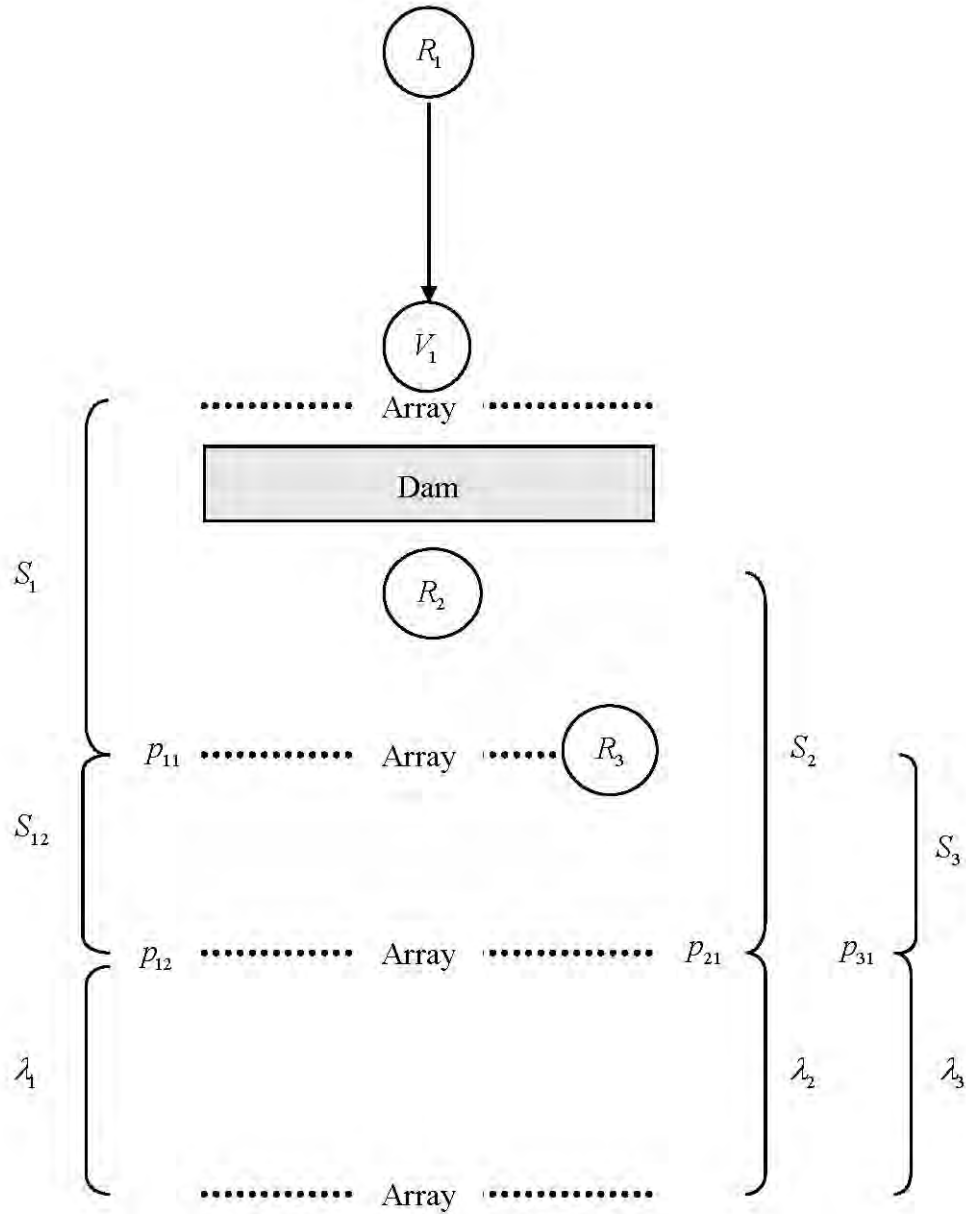 R₁
V₁
Array
Dam
S₁
R₂
p₁₁ Array R₃ S₂
S₁₂ S₃
p₁₂ Array p₂₁ p₃₁
λ₁ λ₂ λ₃
Array